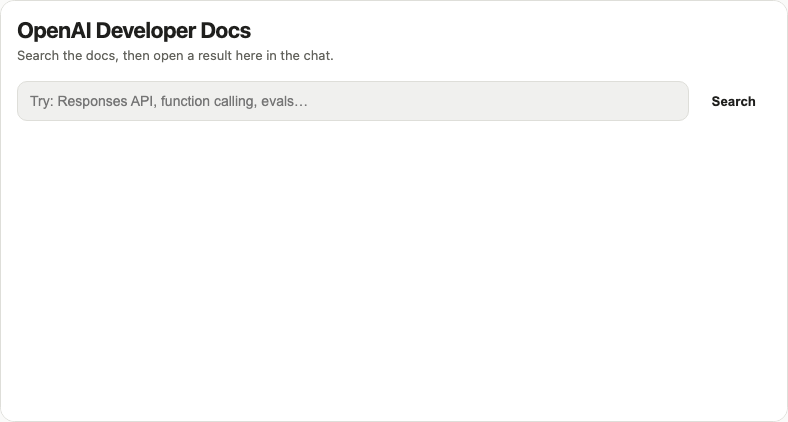 OpenAI Developer Docs
Search the docs, then open a result here in the chat.
Try: Responses API, function calling, evals…
Search